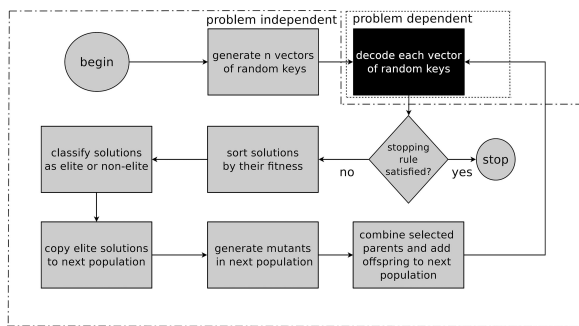 problem independent
problem dependent
begin
generate n vectors
of random keys
decode each vector
of random keys
stopping
rule
satisfied?
no
yes
stop
sort solutions
by their fitness
classify solutions
as elite or non-elite
copy elite solutions
to next population
generate mutants
in next population
combine selected
parents and add
offspring to next
population